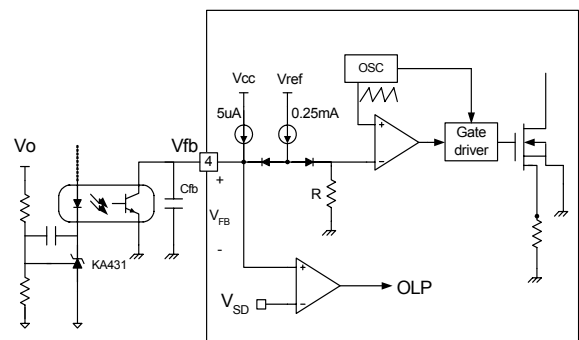 OSC
Vcc
Vref
5uA
0.25mA
Vo
Vfb
4
+
-
Gate
driver
Cfb
+
R
V_FB
-
KA431
+
-
V_SD
OLP